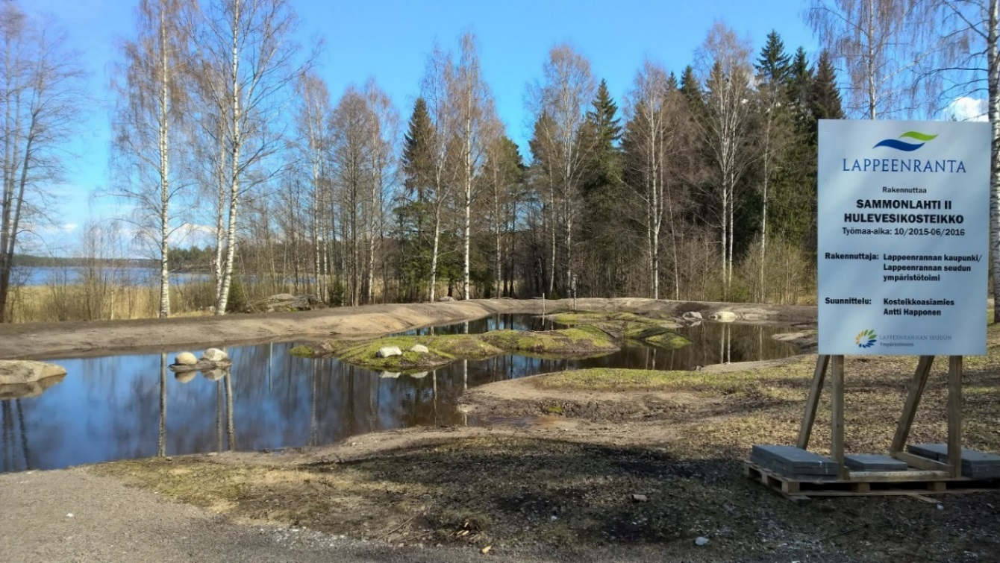 LAPPEENRANTA
Rakennuttaa
SAMMONLAHTI II
HULEVESIKOSTEIKKO
Työmaa-aika: 10/2015-06/2016
Rakennuttaja: Lappeenrannan kaupunki/
Lappeenrannan seudun
ympäristötoimi
Suunnittelu: Kosteikkoasiamies
Antti Happonen
LAPPEENRANNAN SEUDUN
Ympäristötoimi